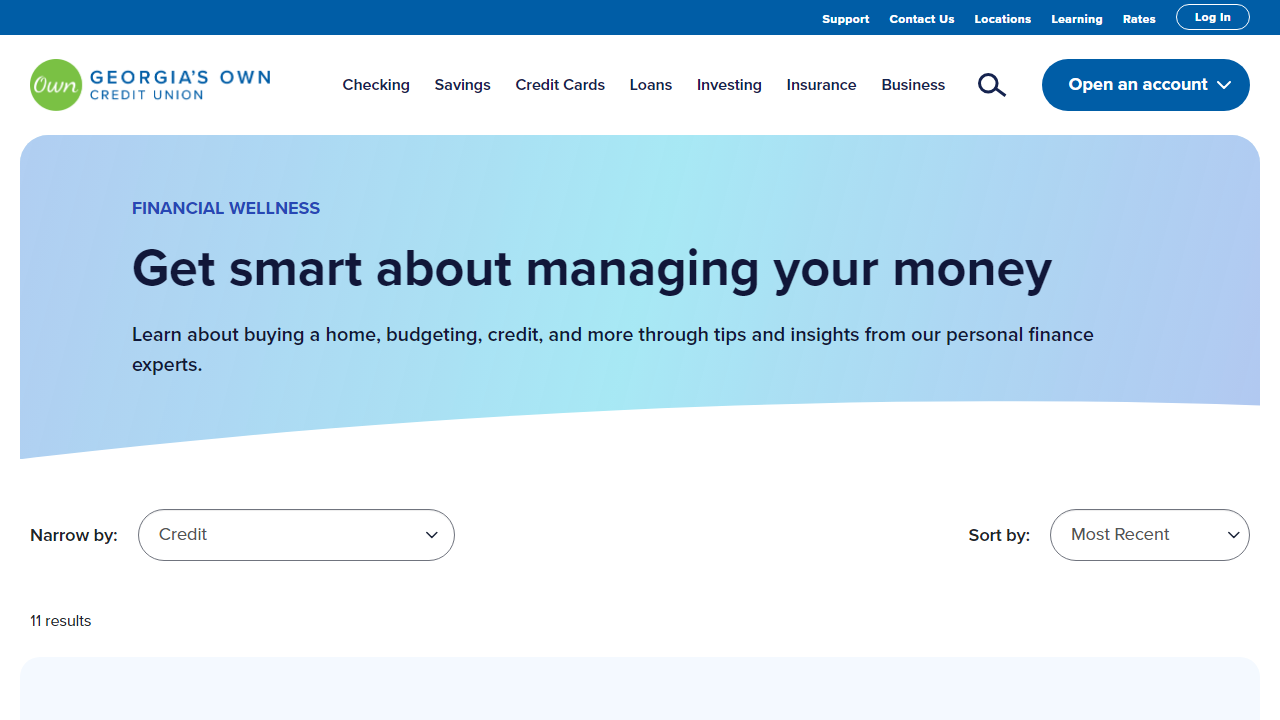 Support Contact Us Locations Learning Rates Log In
Own GEORGIA'S OWN
CREDIT UNION
Checking Savings Credit Cards Loans Investing Insurance Business Open an account
FINANCIAL WELLNESS
Get smart about managing your money
Learn about buying a home, budgeting, credit, and more through tips and insights from our personal finance
experts.
Narrow by: Credit Sort by: Most Recent
11 results